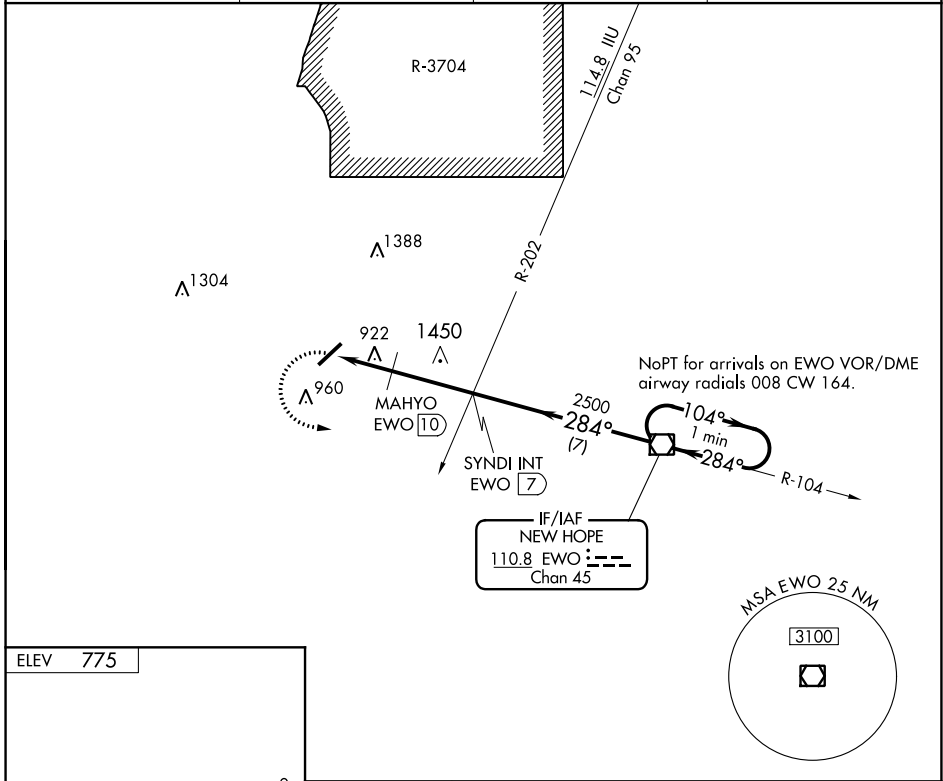 R-3704
114.8 IIU
Chan 95
R-202
1388
1304
922
1450
960
MAHYO
EWO 10
SYNDI INT
EWO 7
2500
284°
(7)
NoPT for arrivals on EWO VOR/DME
airway radials 008 CW 164.
104°
1 min
284°
R-104
IF/IAF
NEW HOPE
110.8 EWO
Chan 45
MSA EWO 25 NM
3100
ELEV 775